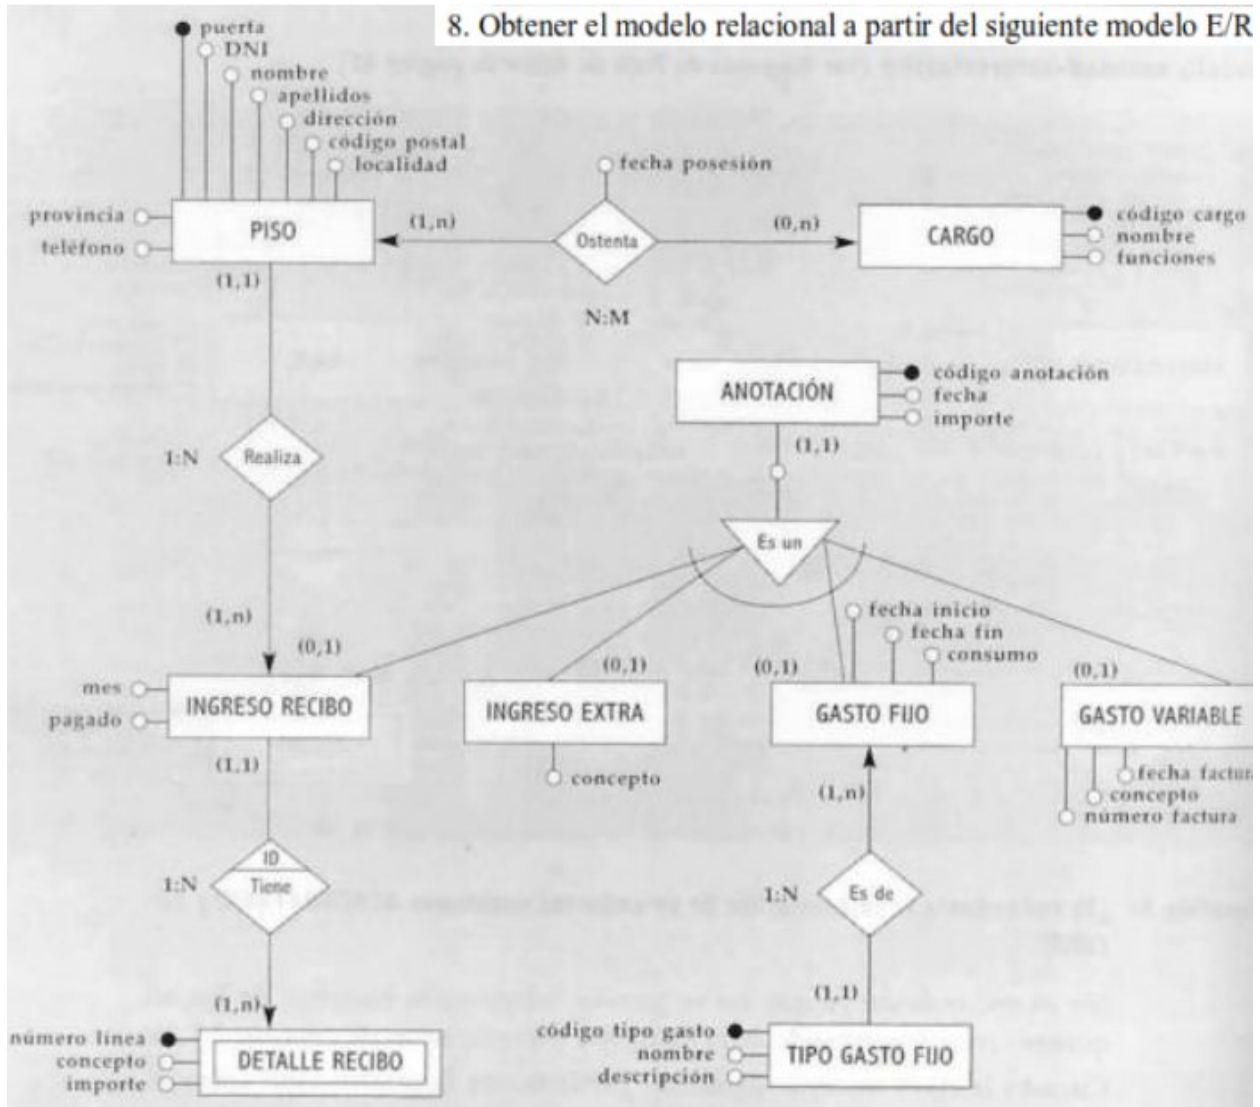 8. Obtener el modelo relacional a partir del siguiente modelo E/R
puerta
DNI
nombre
apellidos
dirección
código postal
localidad
provincia
teléfono
PISO
(1,n)
fecha posesión
Ostenta
N:M
(0,n)
CARGO
código cargo
nombre
funciones
(1,1)
1:N
Realiza
(1,n)
ANOTACIÓN
código anotación
fecha
importe
(1,1)
Es un
(0,1)
mes
pagado
INGRESO RECIBO
(0,1)
INGRESO EXTRA
concepto
(0,1)
fecha inicio
fecha fin
consumo
GASTO FIJO
(0,1)
GASTO VARIABLE
fecha factura
concepto
número factura
(1,1)
1:N
ID
Tiene
(1,n)
número línea
concepto
importe
DETALLE RECIBO
(1,n)
1:N
Es de
(1,1)
código tipo gasto
nombre
descripción
TIPO GASTO FIJO